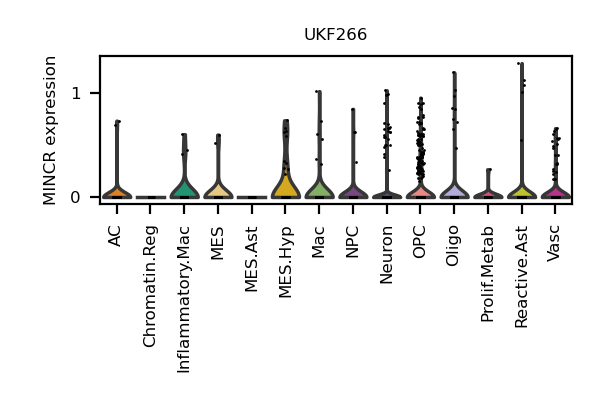 UKF266
MINCR expression
1
0
AC
Chromatin.Reg
Inflammatory.Mac
MES
MES.Ast
MES.Hyp
Mac
NPC
Neuron
OPC
Oligo
Prolif.Metab
Reactive.Ast
Vasc